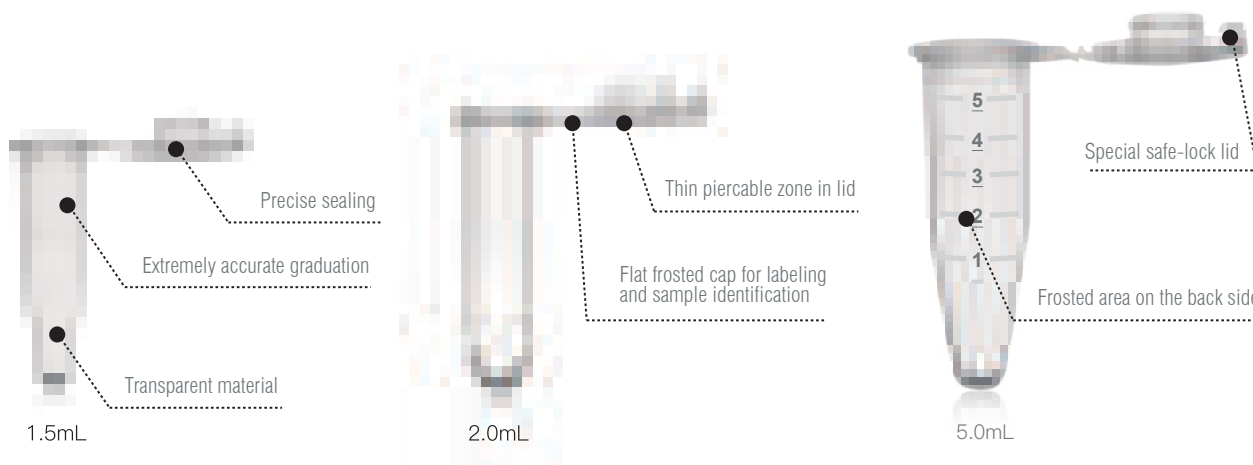 Precise sealing
Extremely accurate graduation
Transparent material
1.5mL
Thin piercable zone in lid
Flat frosted cap for labeling
and sample identification
2.0mL
5
4
3
2
1
Special safe-lock lid
Frosted area on the back side
5.0mL